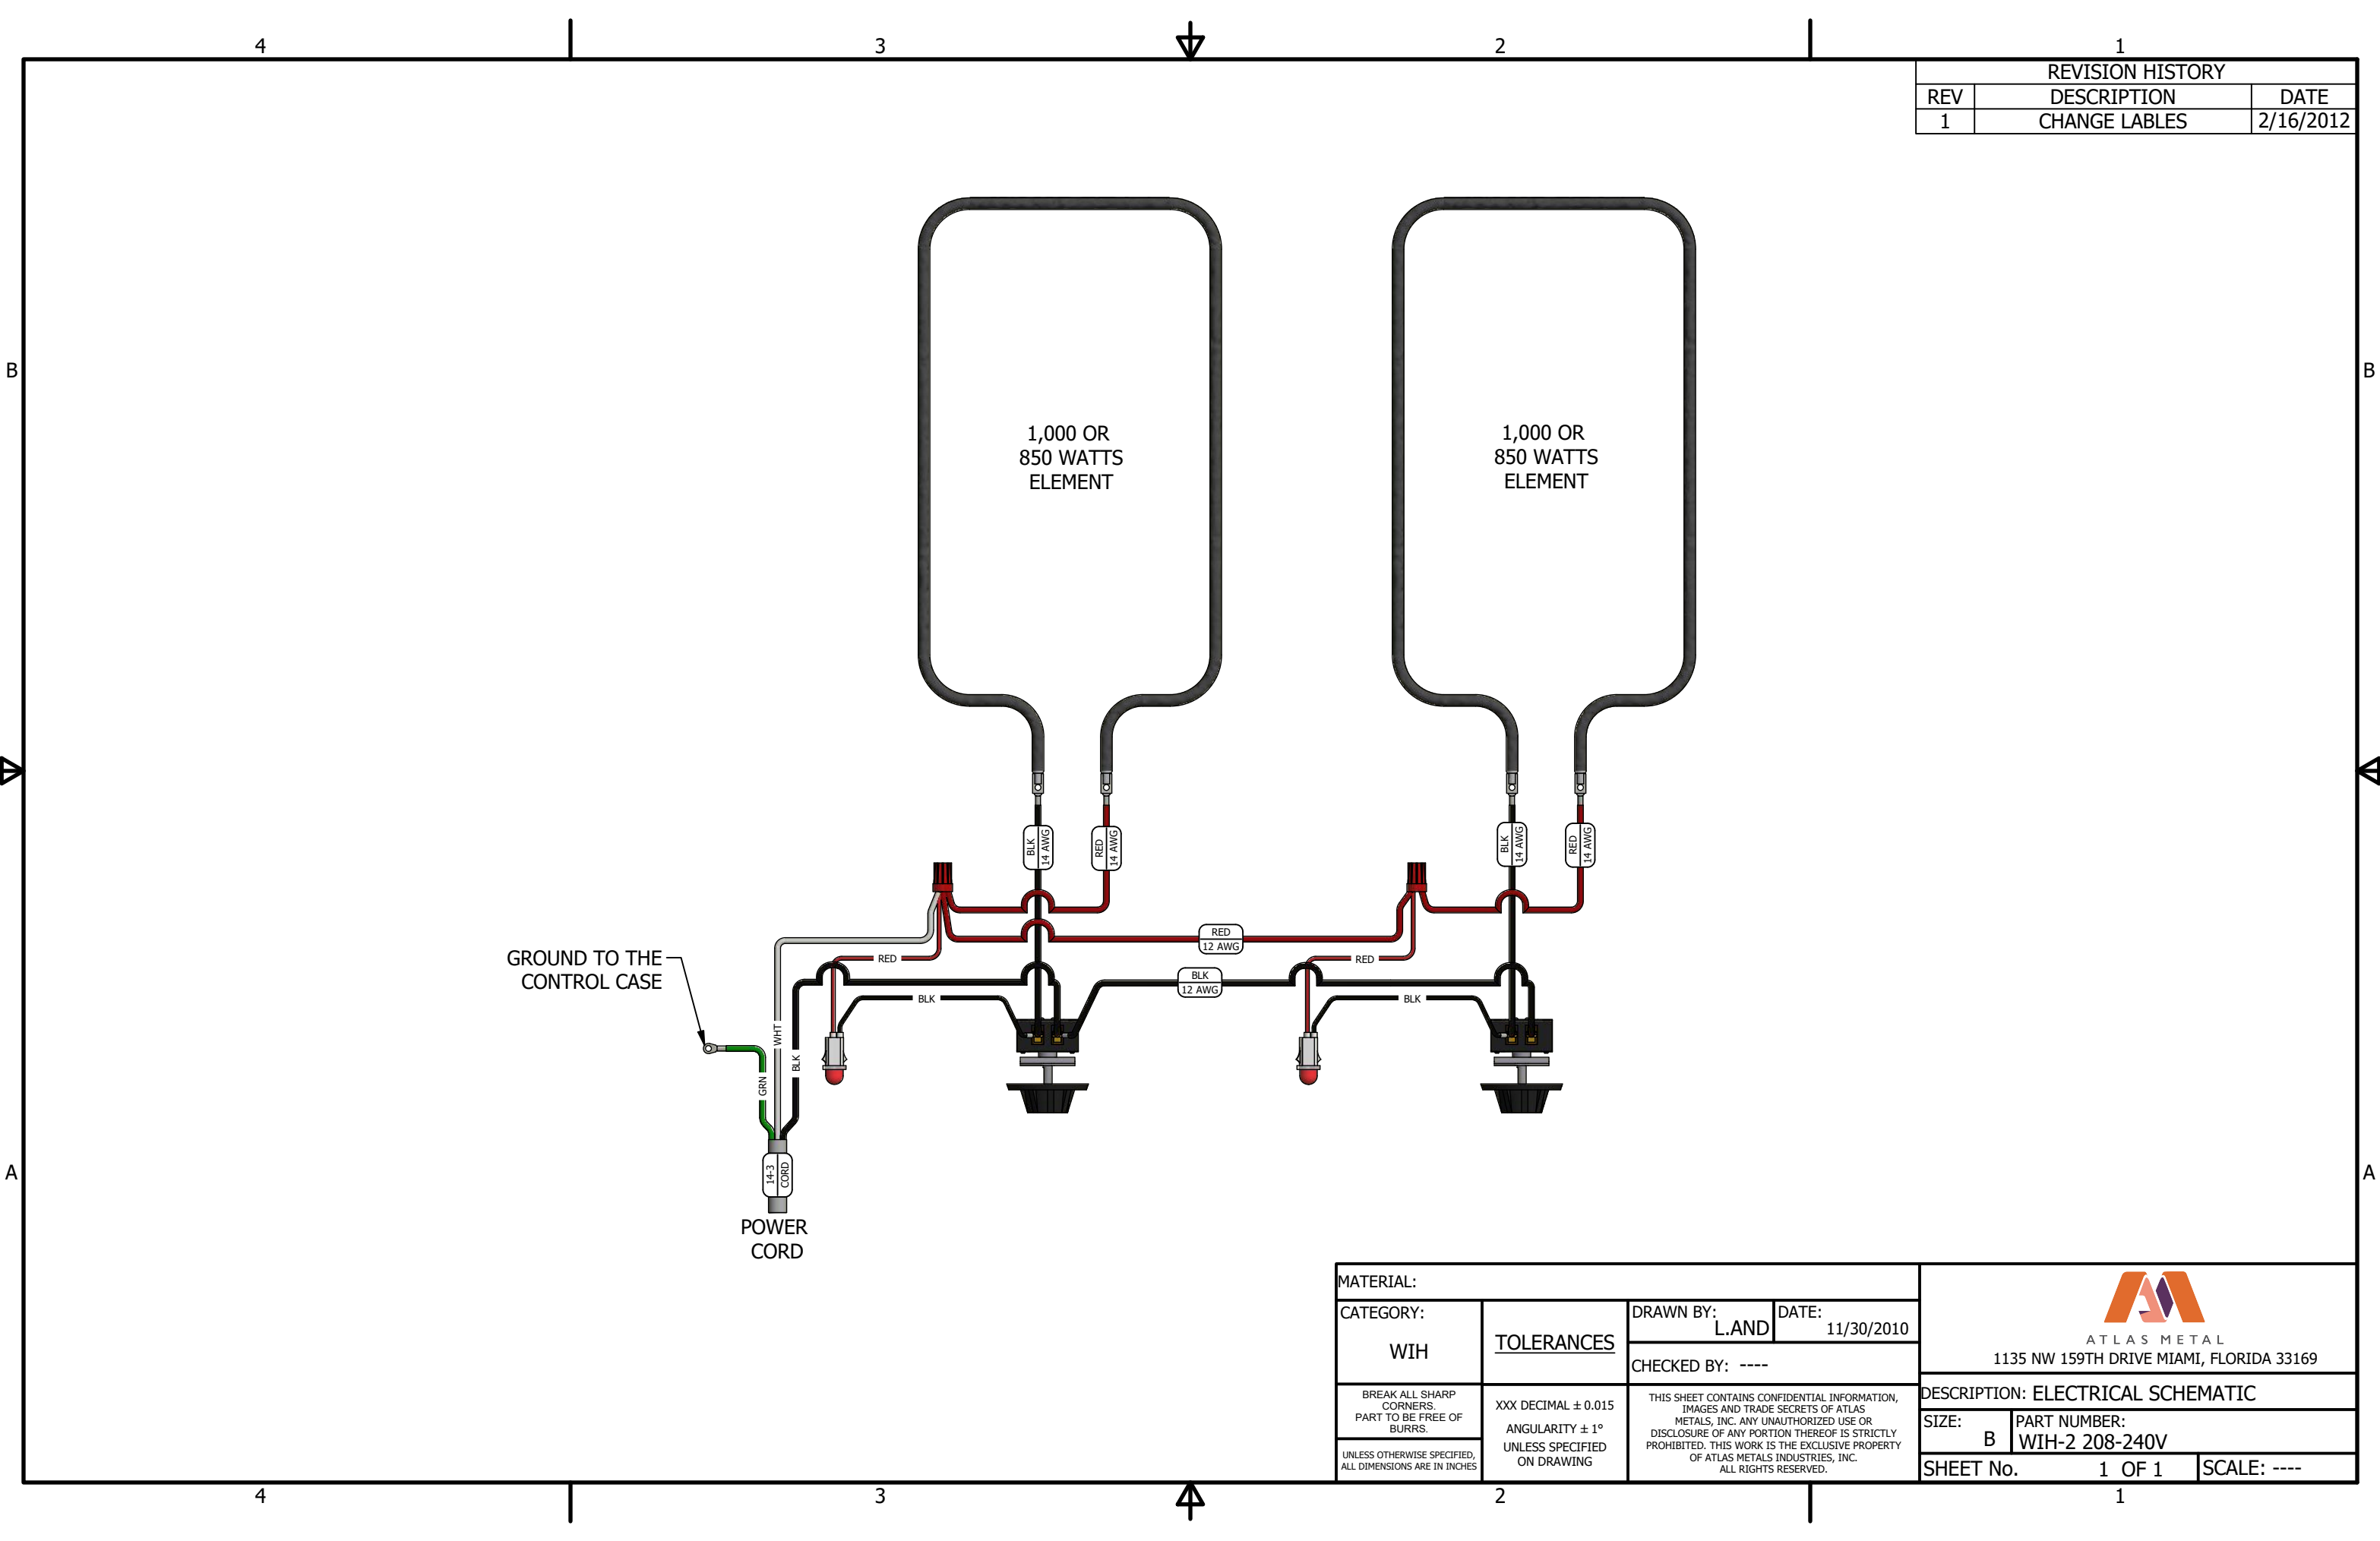 4 3 2 1
REVISION HISTORY
REV DESCRIPTION DATE
1 CHANGE LABLES 2/16/2012
B B
1,000 OR
850 WATTS
ELEMENT
1,000 OR
850 WATTS
ELEMENT
BLK
14 AWG
RED
14 AWG
BLK
14 AWG
RED
14 AWG
RED
12 AWG
GROUND TO THE
CONTROL CASE
RED
RED
BLK
12 AWG
BLK
BLK
WHT
BLK
GRN
14-3
CORD
A A
POWER
CORD
MATERIAL:
CATEGORY:
WIH
TOLERANCES
DRAWN BY:
L.AND
DATE:
11/30/2010
CHECKED BY: ----
BREAK ALL SHARP
CORNERS.
PART TO BE FREE OF
BURRS.
UNLESS OTHERWISE SPECIFIED,
ALL DIMENSIONS ARE IN INCHES
XXX DECIMAL ± 0.015
ANGULARITY ± 1°
UNLESS SPECIFIED
ON DRAWING
THIS SHEET CONTAINS CONFIDENTIAL INFORMATION,
IMAGES AND TRADE SECRETS OF ATLAS
METALS, INC. ANY UNAUTHORIZED USE OR
DISCLOSURE OF ANY PORTION THEREOF IS STRICTLY
PROHIBITED. THIS WORK IS THE EXCLUSIVE PROPERTY
OF ATLAS METALS INDUSTRIES, INC.
ALL RIGHTS RESERVED.
ATLAS METAL
1135 NW 159TH DRIVE MIAMI, FLORIDA 33169
DESCRIPTION: ELECTRICAL SCHEMATIC
SIZE:
B
PART NUMBER:
WIH-2 208-240V
SHEET No. 1 OF 1
SCALE: ----
4 3 2 1